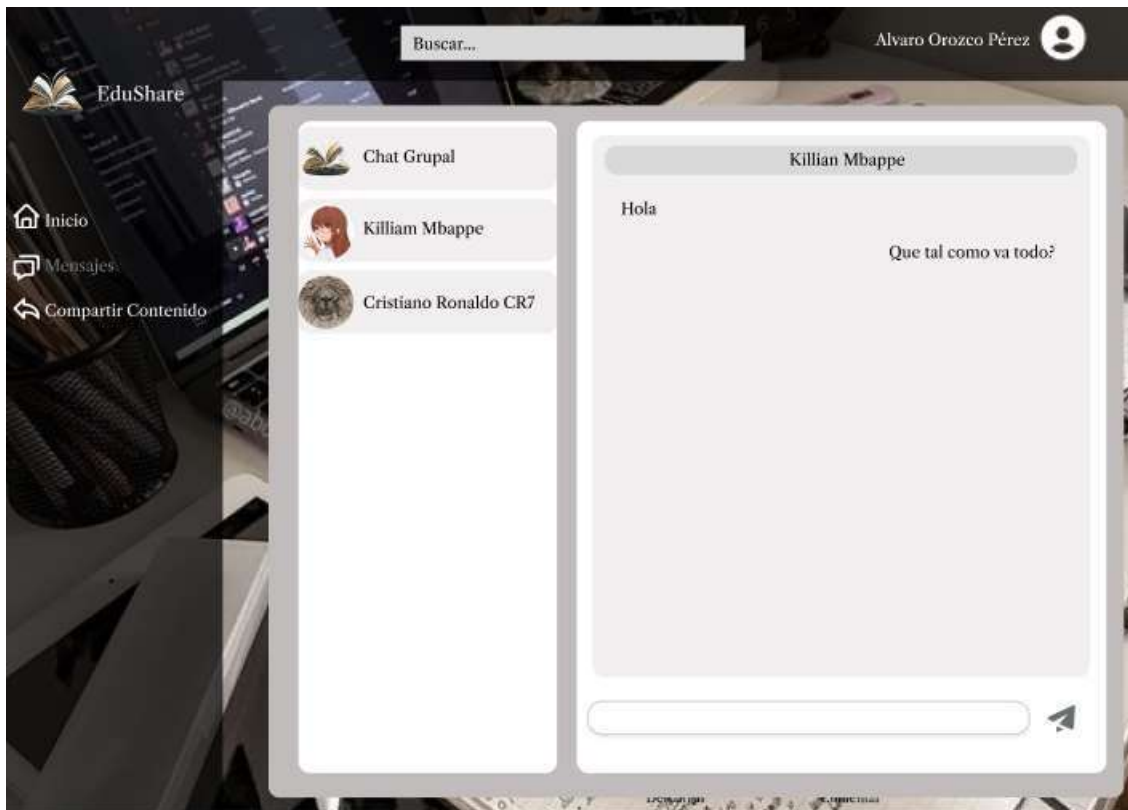 Buscar...
Alvaro Orozco Pérez
EduShare
Inicio
Mensajes
Compartir Contenido
Chat Grupal
Killiam Mbappe
Cristiano Ronaldo CR7
Killian Mbappe
Hola
Que tal como va todo?